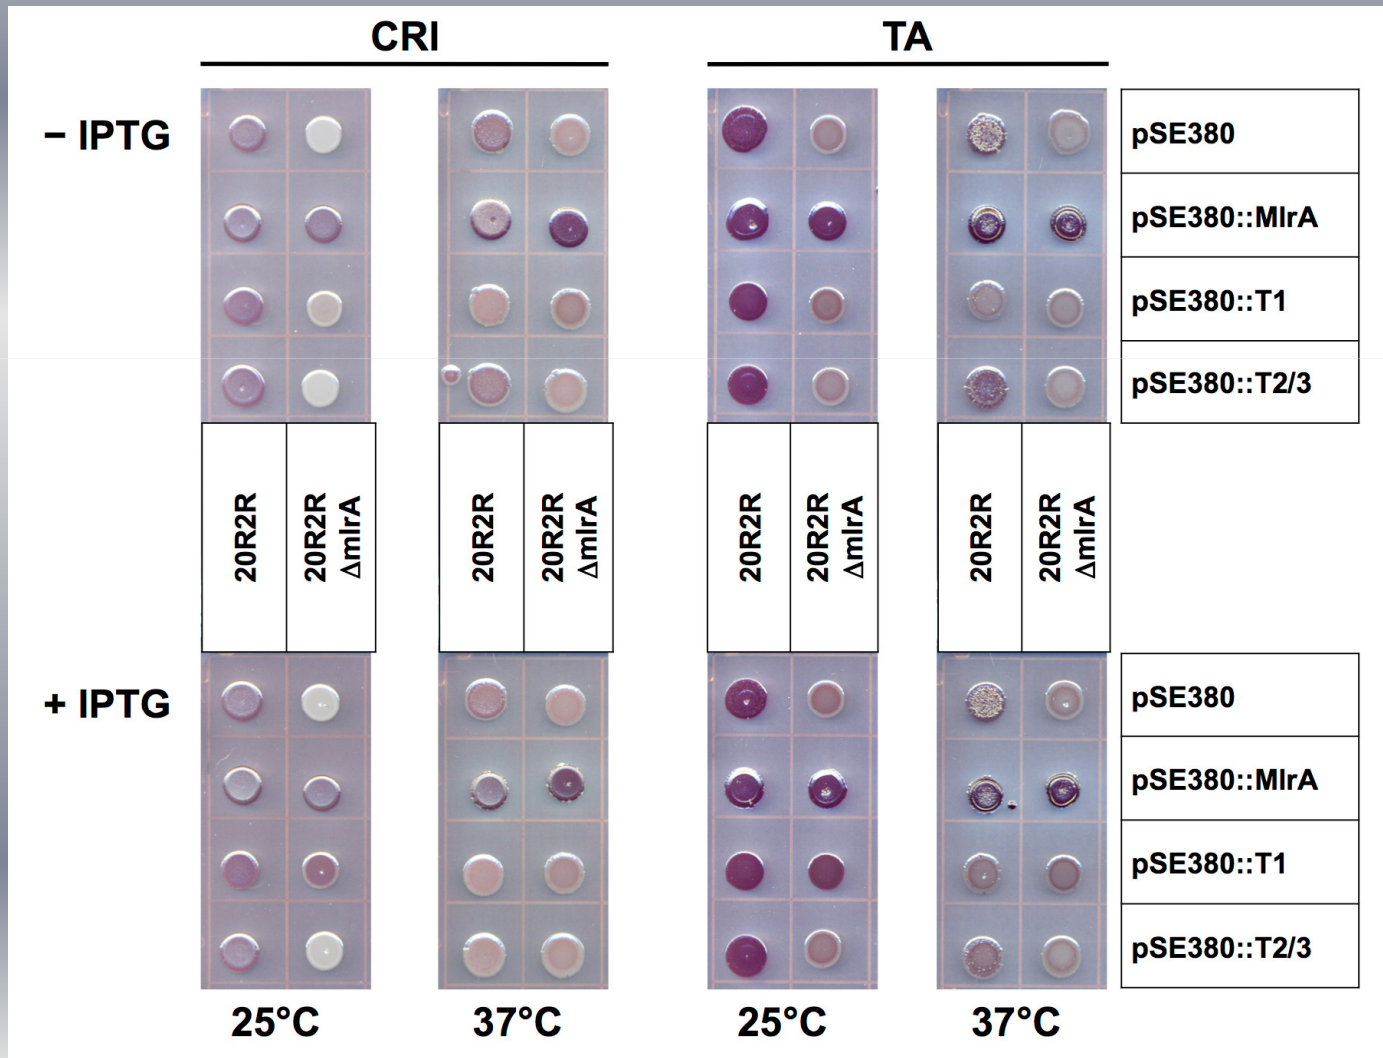 CRI TA
− IPTG
pSE380
pSE380::MlrA
pSE380::T1
pSE380::T2/3
20R2R
20R2R
ΔmlrA
20R2R
20R2R
ΔmlrA
20R2R
20R2R
ΔmlrA
20R2R
20R2R
ΔmlrA
+ IPTG
pSE380
pSE380::MlrA
pSE380::T1
pSE380::T2/3
25°C 37°C 25°C 37°C